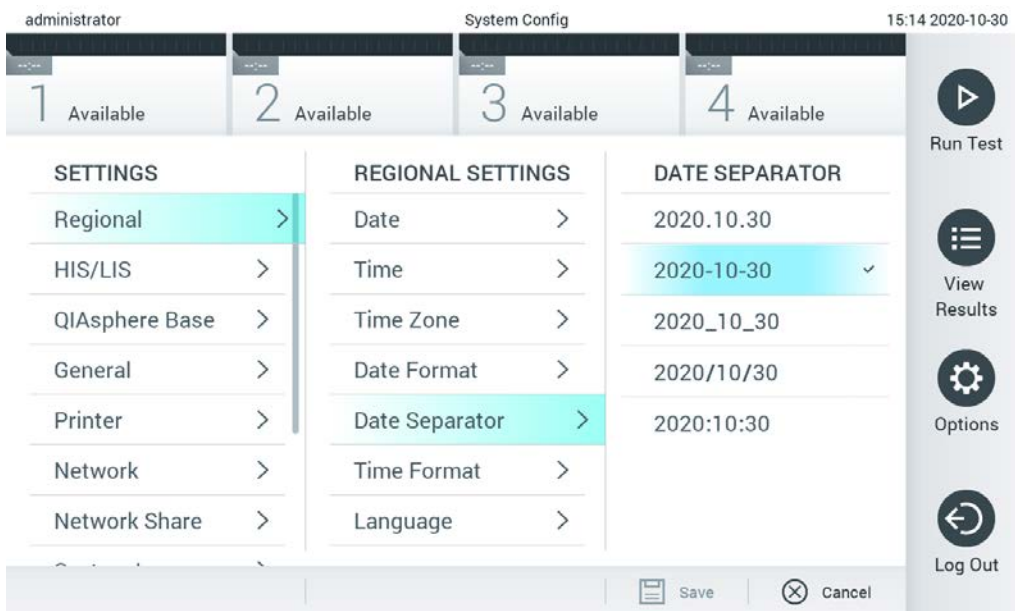 administrator System Config 15:14 2020-10-30
--:-- --:-- --:-- --:--
1 Available 2 Available 3 Available 4 Available
Run Test
SETTINGS REGIONAL SETTINGS DATE SEPARATOR
Regional Date 2020.10.30
HIS/LIS Time 2020-10-30
View
Results
QIAsphere Base Time Zone 2020_10_30
General Date Format 2020/10/30
Printer Date Separator 2020:10:30
Options
Network Time Format
Network Share Language
Log Out
Save Cancel